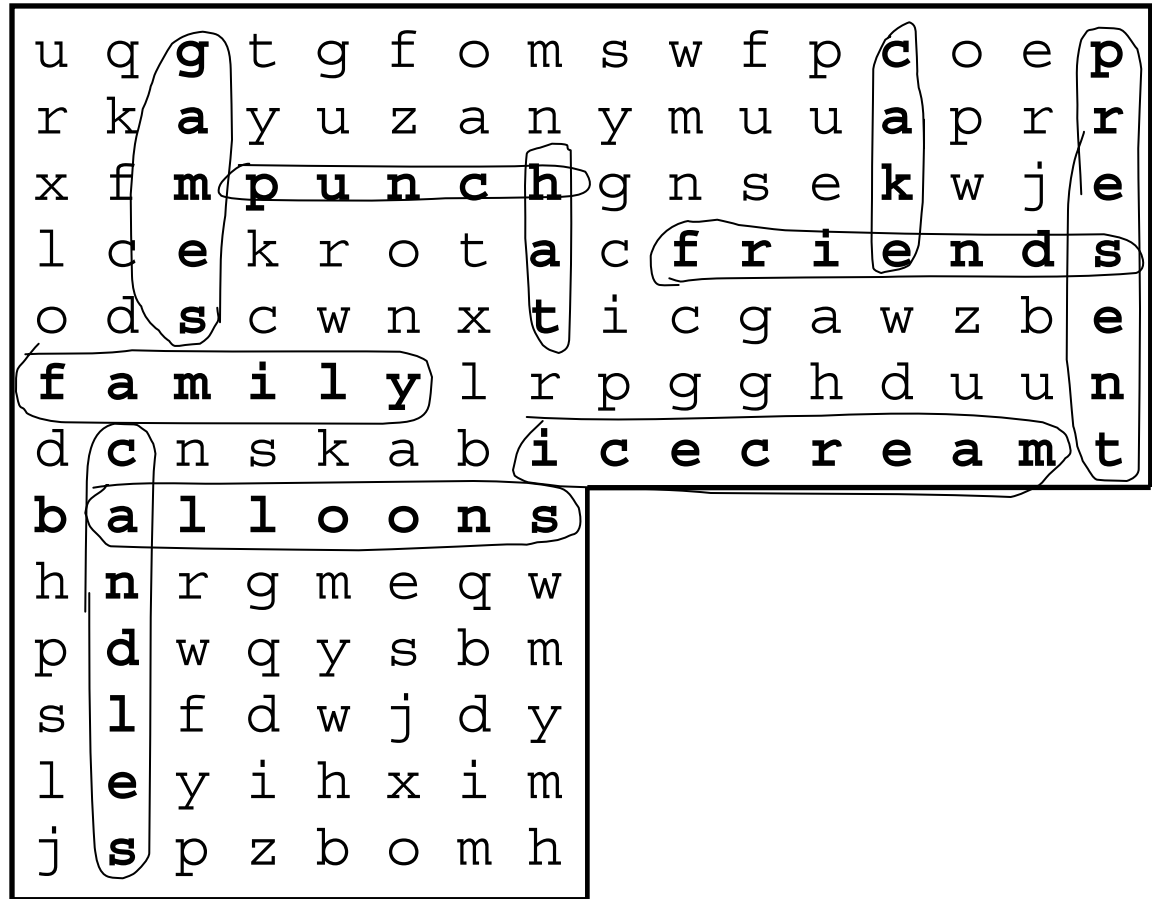 u q g t g f o m s w f p c o e p
r k a y u z a n y m u u a p r r
x f m p u n c h g n s e k w j e
l c e k r o t a c f r i e n d s
o d s c w n x t i c g a w z b e
f a m i l y l r p g g h d u u n
d c n s k a b i c e c r e a m t
b a l l o o n s
h n r g m e q w
p d w q y s b m
s l f d w j d y
l e y i h x i m
j s p z b o m h